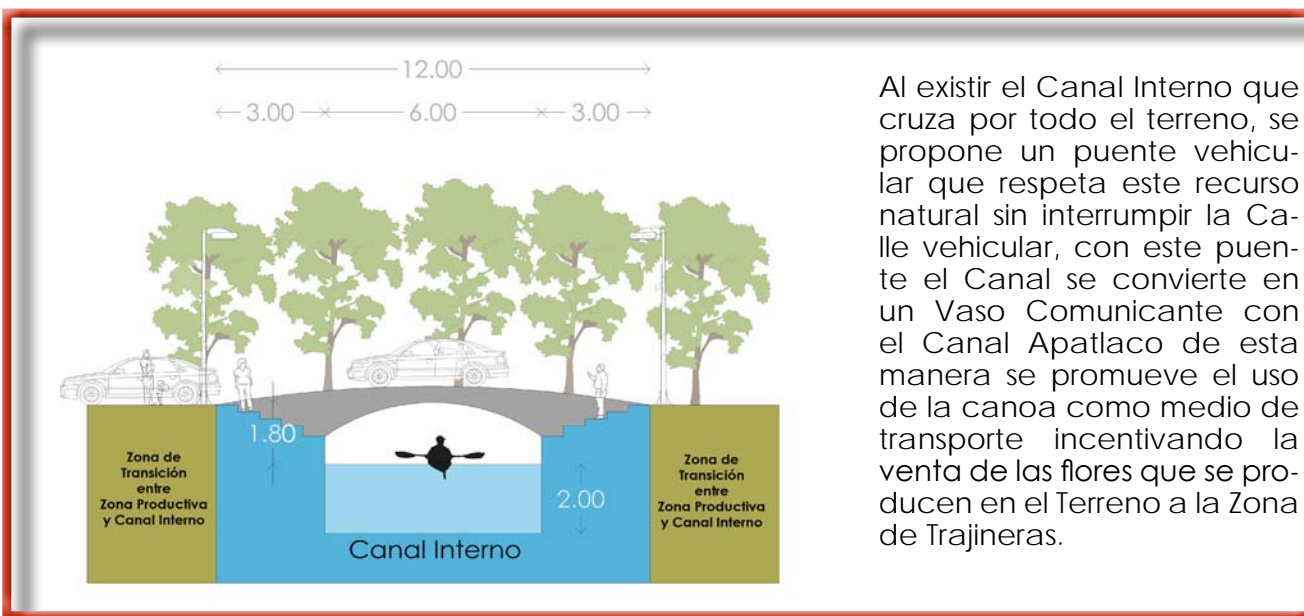 12.00
3.00 6.00 3.00
1.80
2.00
Zona de
Transición
entre
Zona Productiva
y Canal Interno
Canal Interno
Zona de
Transición
entre
Zona Productiva
y Canal Interno
Al existir el Canal Interno que
cruza por todo el terreno, se
propone un puente vehicu-
lar que respeta este recurso
natural sin interrumpir la Ca-
lle vehicular, con este puen-
te el Canal se convierte en
un Vaso Comunicante con
el Canal Apatlaco de esta
manera se promueve el uso
de la canoa como medio de
transporte incentivando la
venta de las flores que se pro-
ducen en el Terreno a la Zona
de Trajineras.